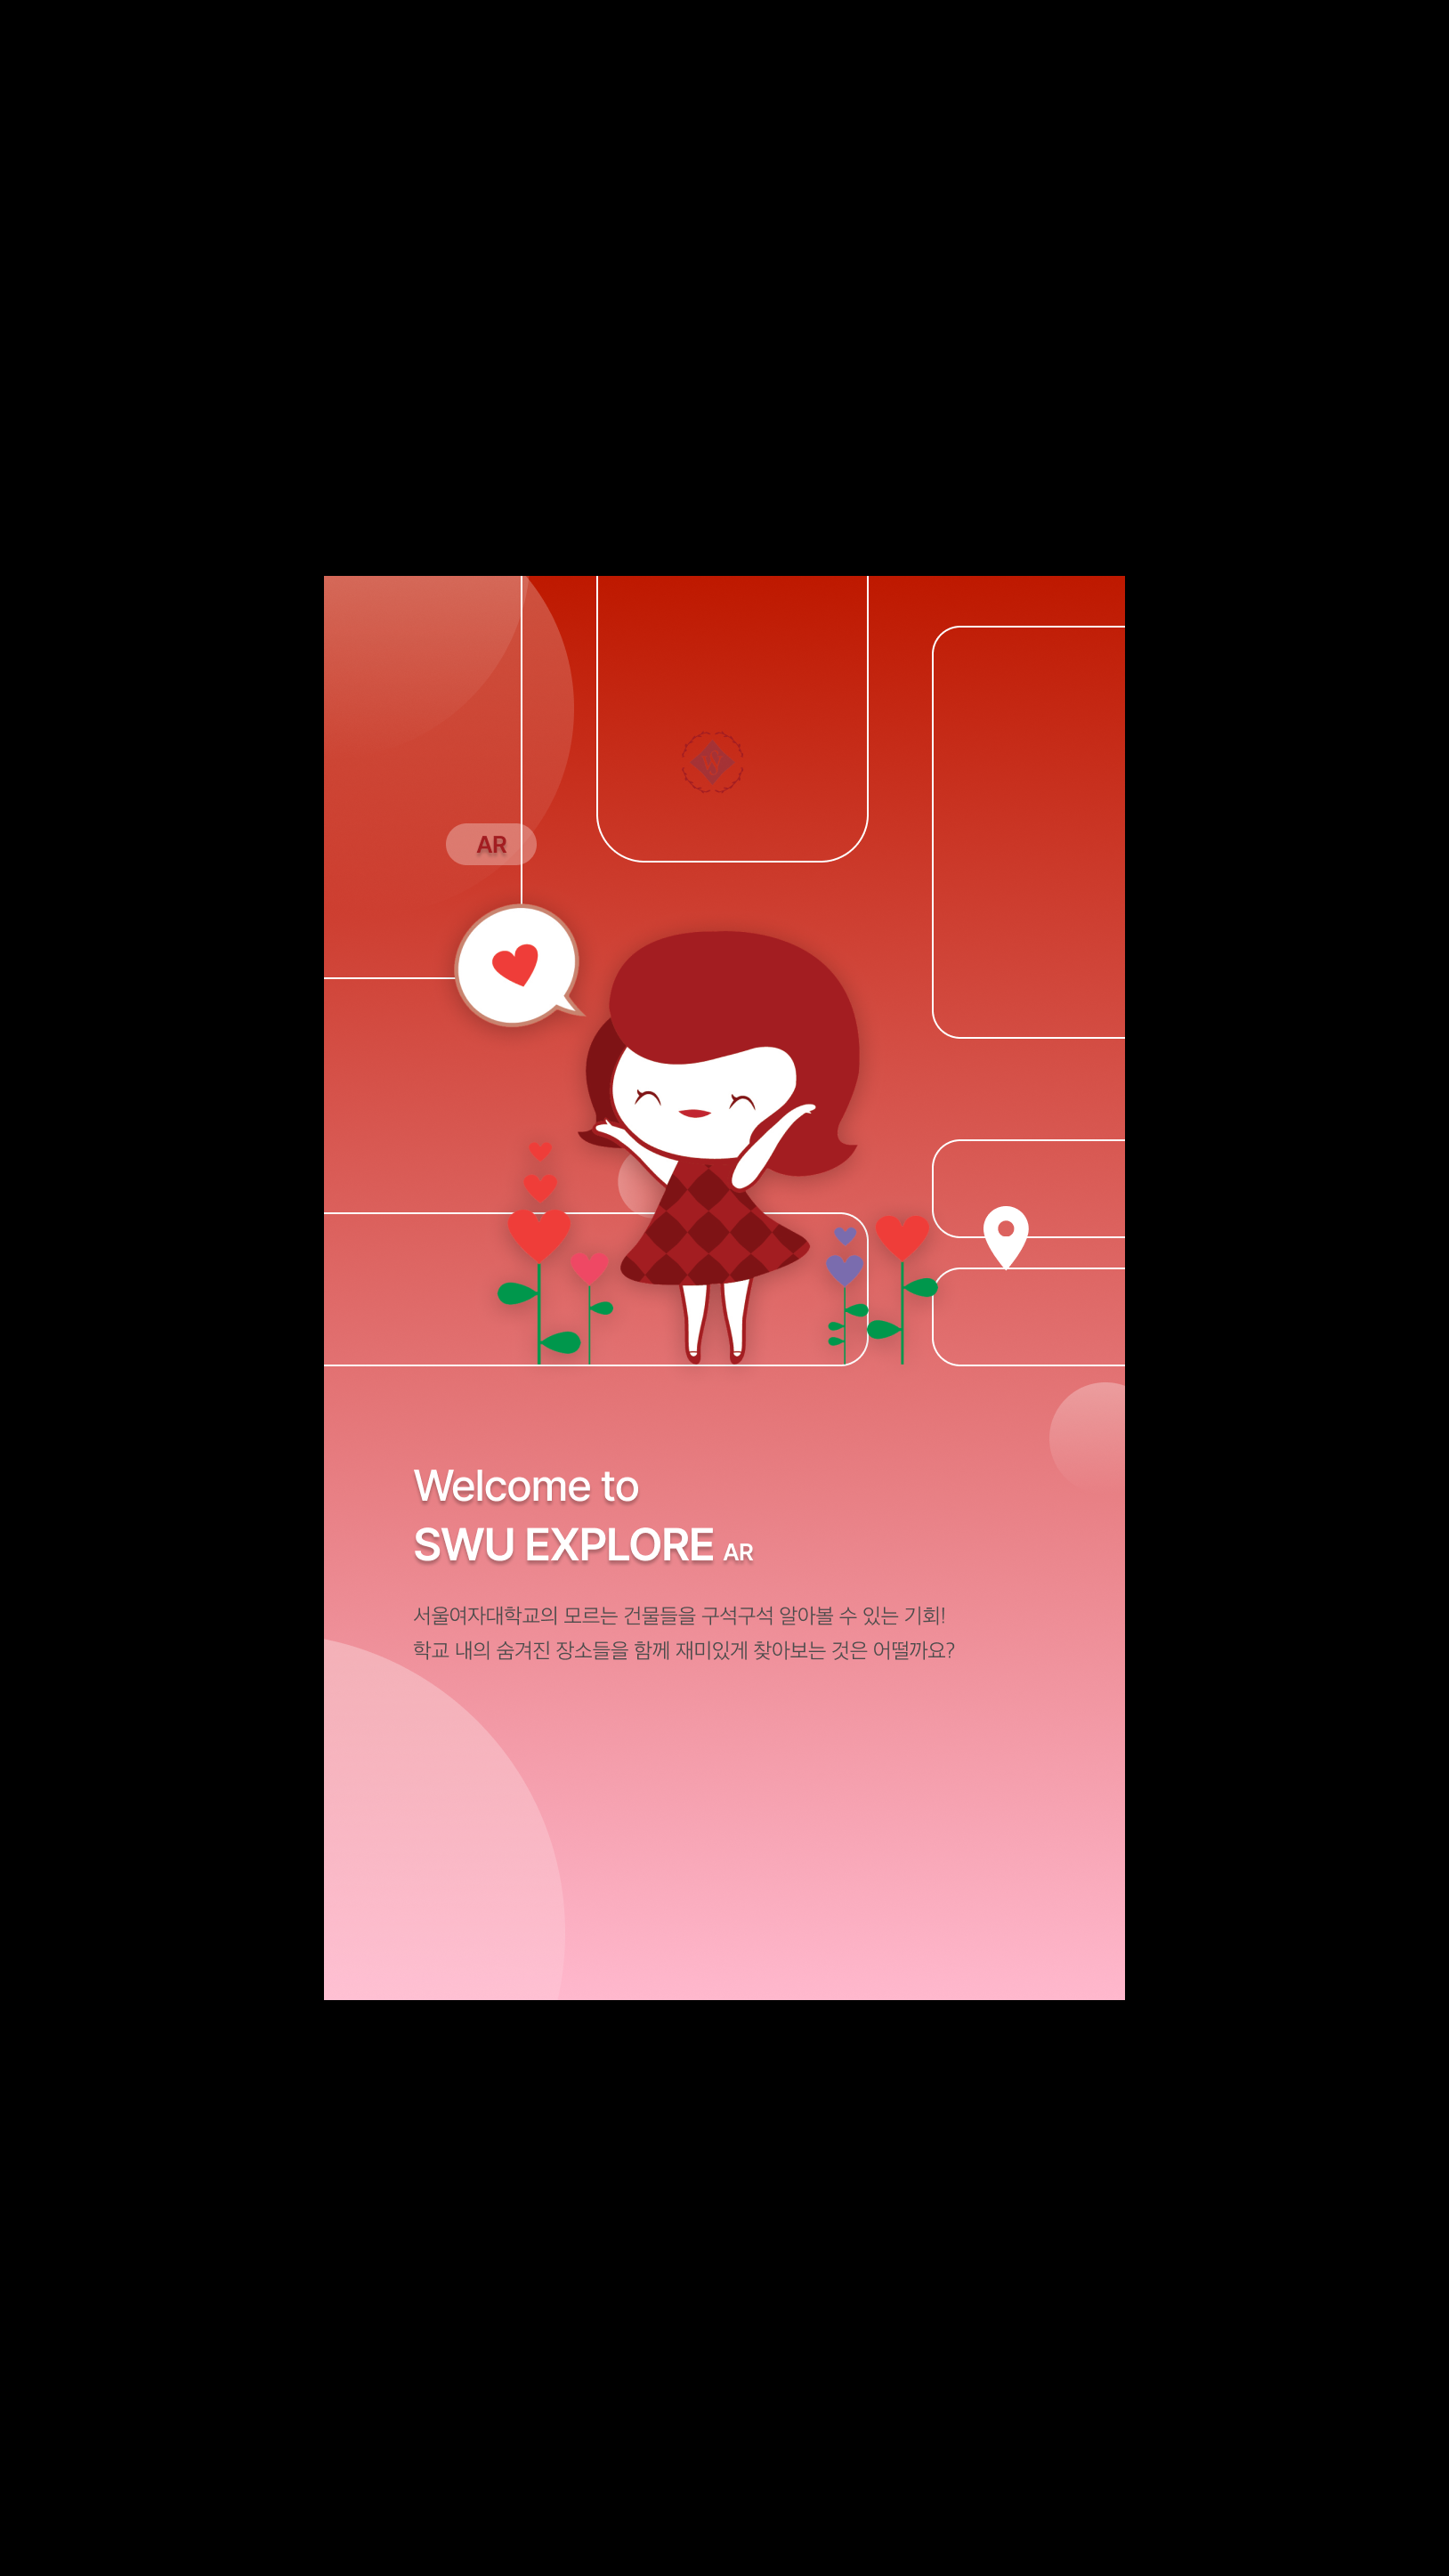 AR
Welcome to
SWU EXPLORE AR
서울여자대학교의 모르는 건물들을 구석구석 알아볼 수 있는 기회!
학교 내의 숨겨진 장소들을 함께 재미있게 찾아보는 것은 어떨까요?